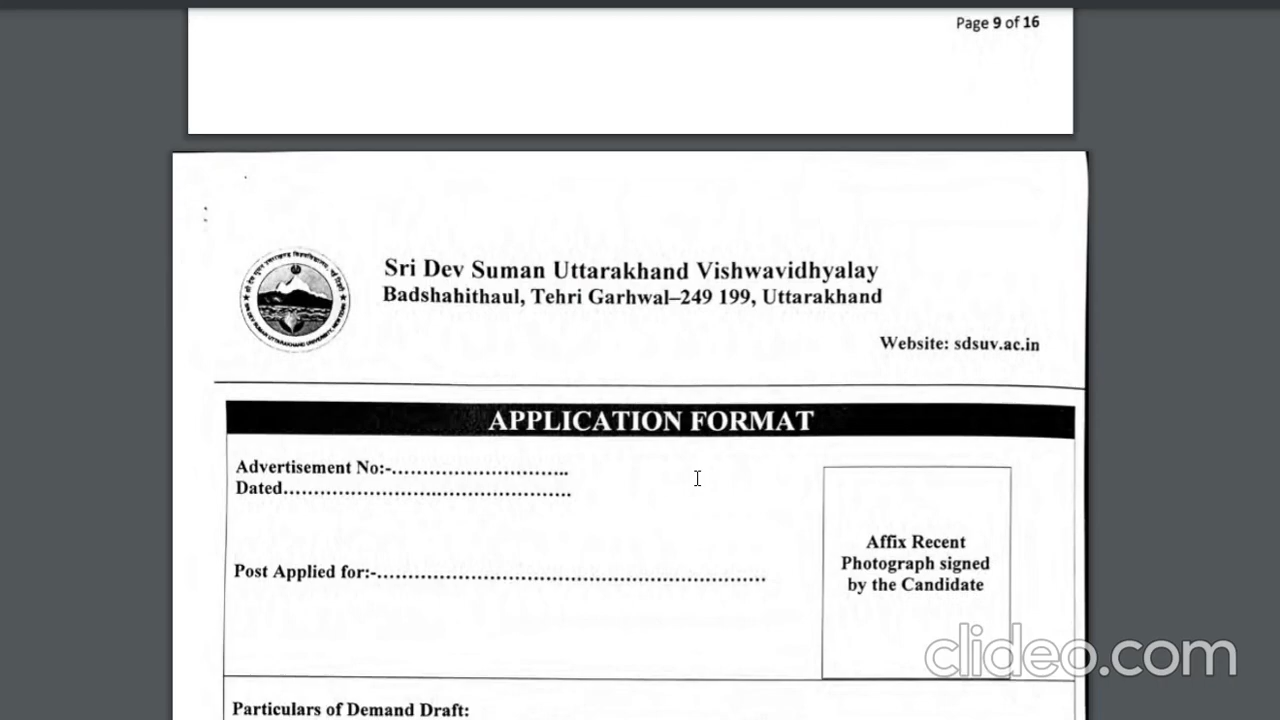 Page 9 of 16
Sri Dev Suman Uttarakhand Vishwavidhyalay
Badshahithaul, Tehri Garhwal–249 199, Uttarakhand
Website: sdsuv.ac.in
APPLICATION FORMAT
Advertisement No:-................................
Dated................................................
Post Applied for:-................................................................
Affix Recent
Photograph signed
by the Candidate
Particulars of Demand Draft:
clideo.com